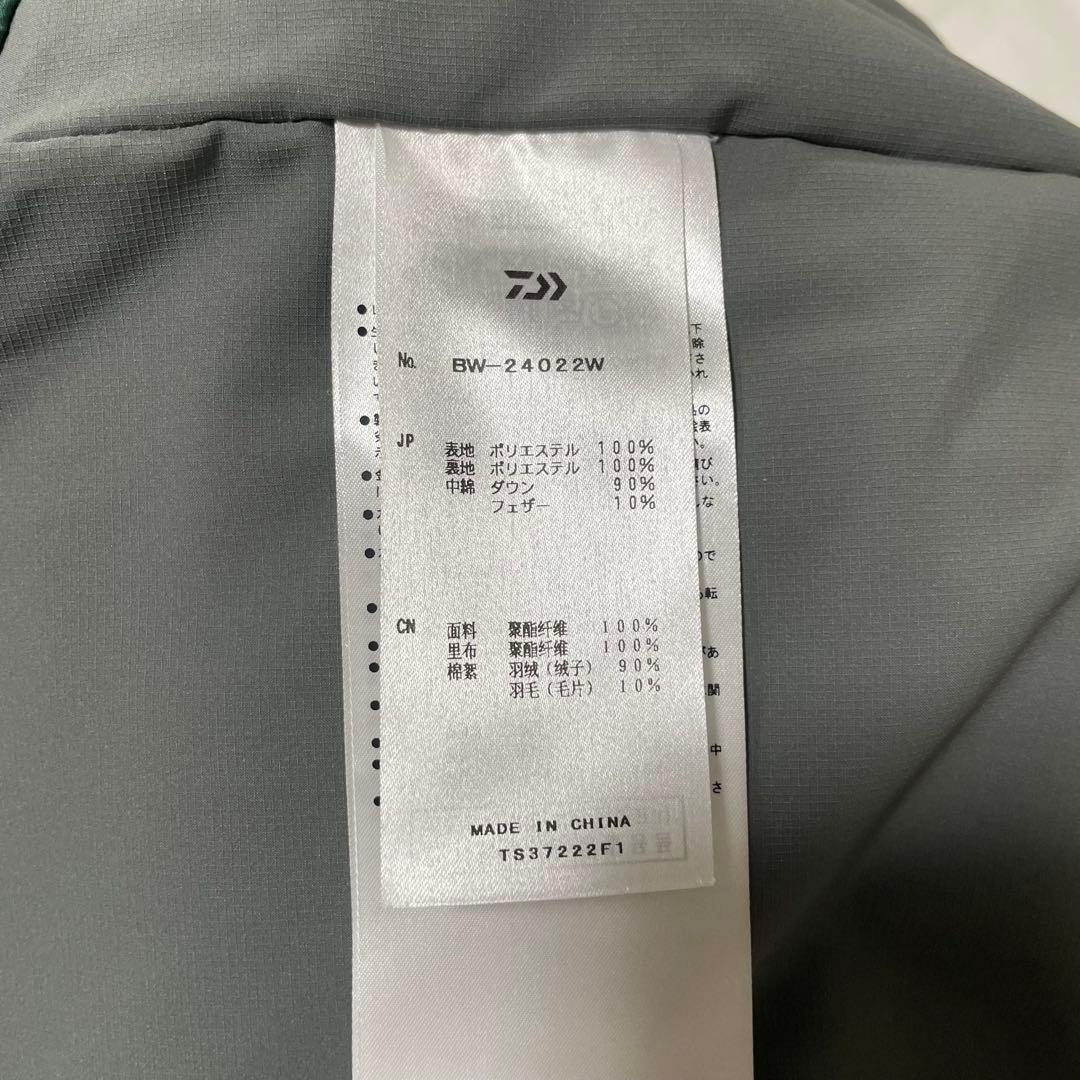 No. BW-24022W
JP 表地 ポリエステル 100%
裏地 ポリエステル 100%
中綿 ダウン 90%
フェザー 10%
CN 面料 聚酯纤维 100%
里布 聚酯纤维 100%
棉絮 羽绒(绒子) 90%
羽毛(毛片) 10%
MADE IN CHINA
TS37222F1